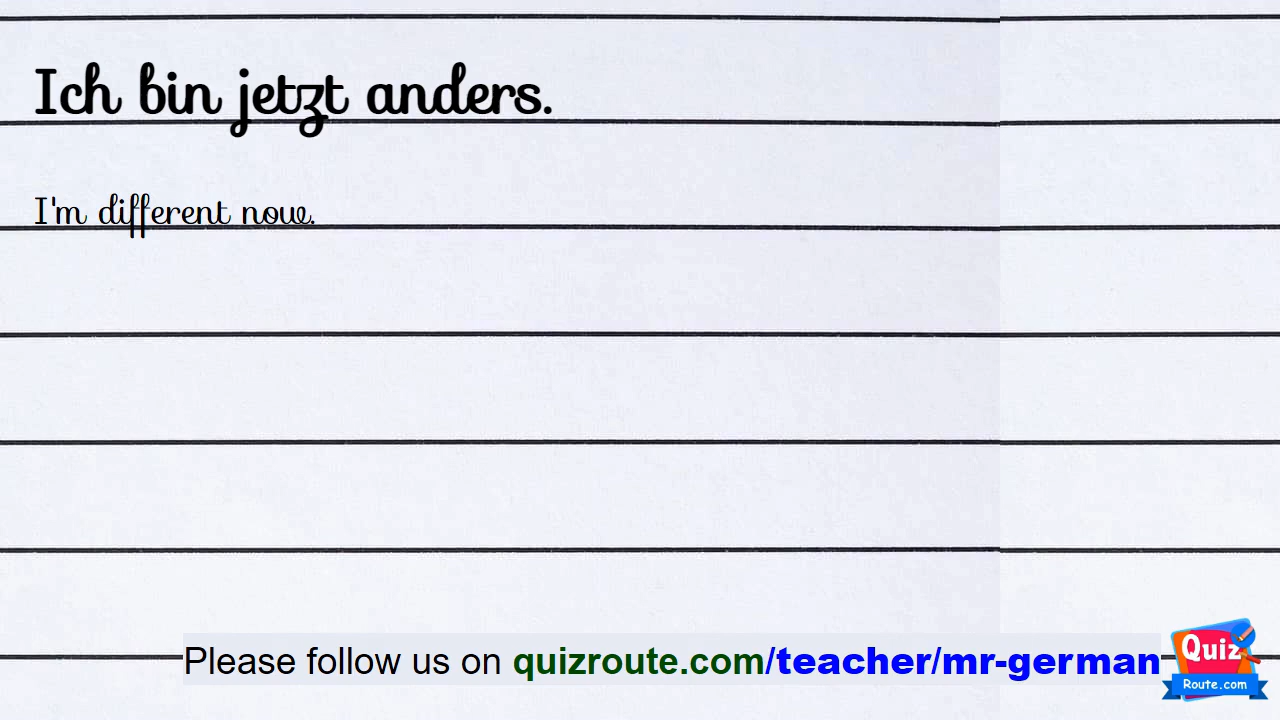 Ich bin jetzt anders.
I'm different now.
Please follow us on quizroute.com/teacher/mr-german
Quiz
Route.com